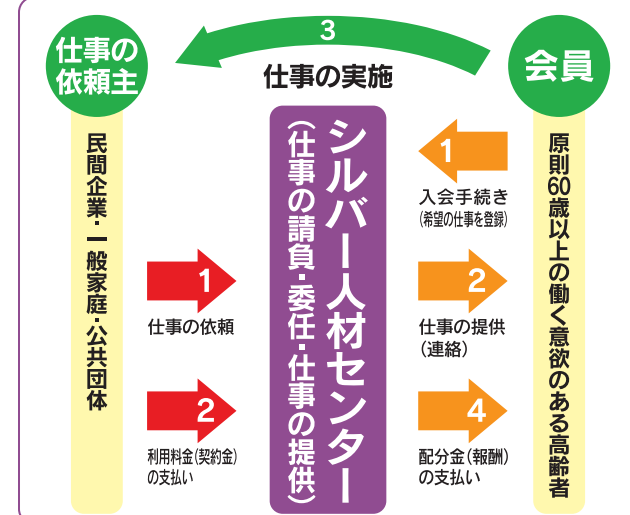 仕事の
依頼主
3
仕事の実施
会員
民間企業・一般家庭・公共団体
1
仕事の依頼
2
利用料金(契約金)
の支払い
シルバー人材センター
(仕事の請負・委任・仕事の提供)
1
入会手続き
(希望の仕事を登録)
2
仕事の提供
(連絡)
4
配分金(報酬)
の支払い
原則60歳以上の働く意欲のある高齢者